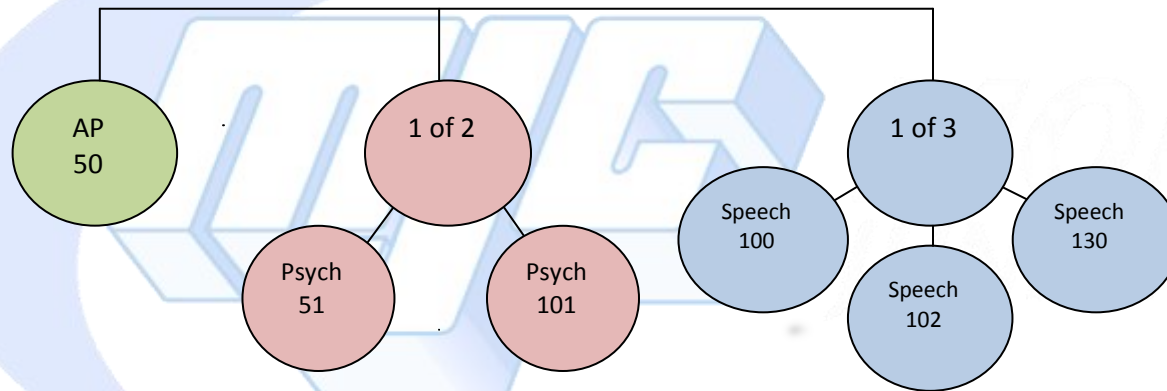 AP
50
1 of 2
1 of 3
Psych
51
Psych
101
Speech
100
Speech
102
Speech
130